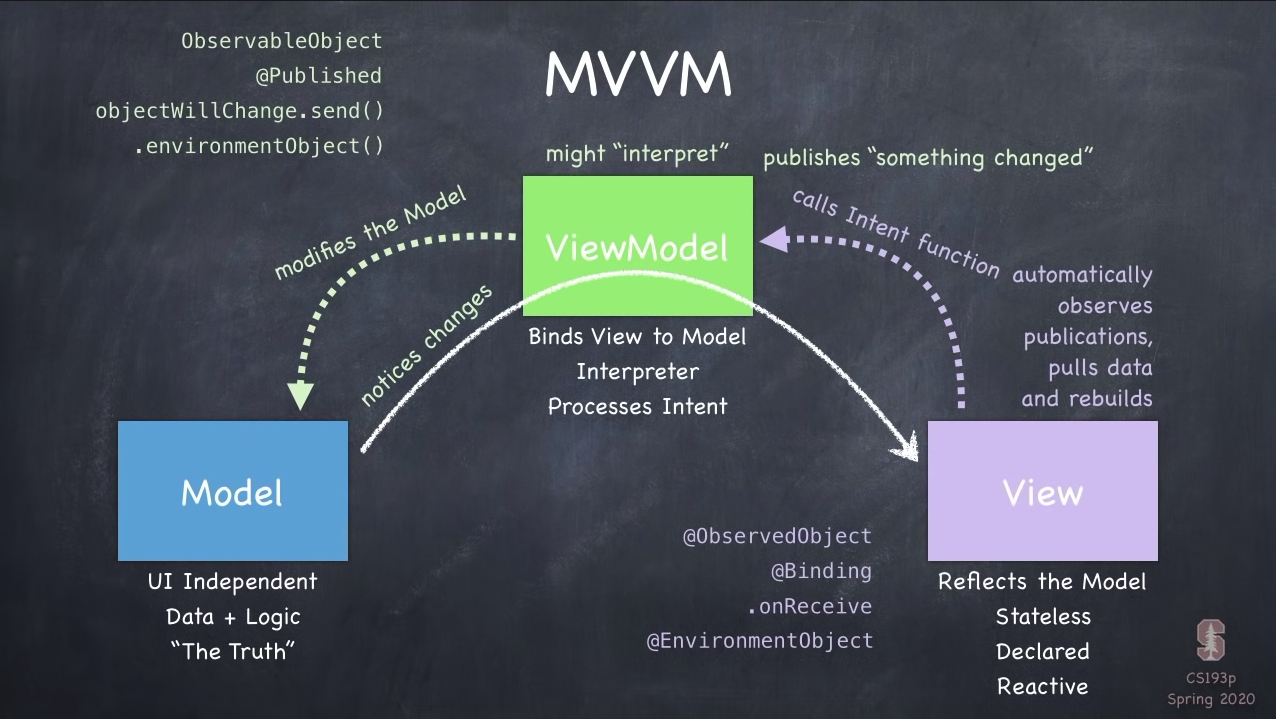 ObservableObject
@Published
objectWillChange.send()
.environmentObject()
MVVM
might “interpret”
publishes “something changed”
modifies the Model
notices changes
ViewModel
Binds View to Model
Interpreter
Processes Intent
calls Intent function
automatically
observes
publications,
pulls data
and rebuilds
Model
UI Independent
Data + Logic
“The Truth”
@ObservedObject
@Binding
.onReceive
@EnvironmentObject
View
Reflects the Model
Stateless
Declared
Reactive
S
CS193p
Spring 2020